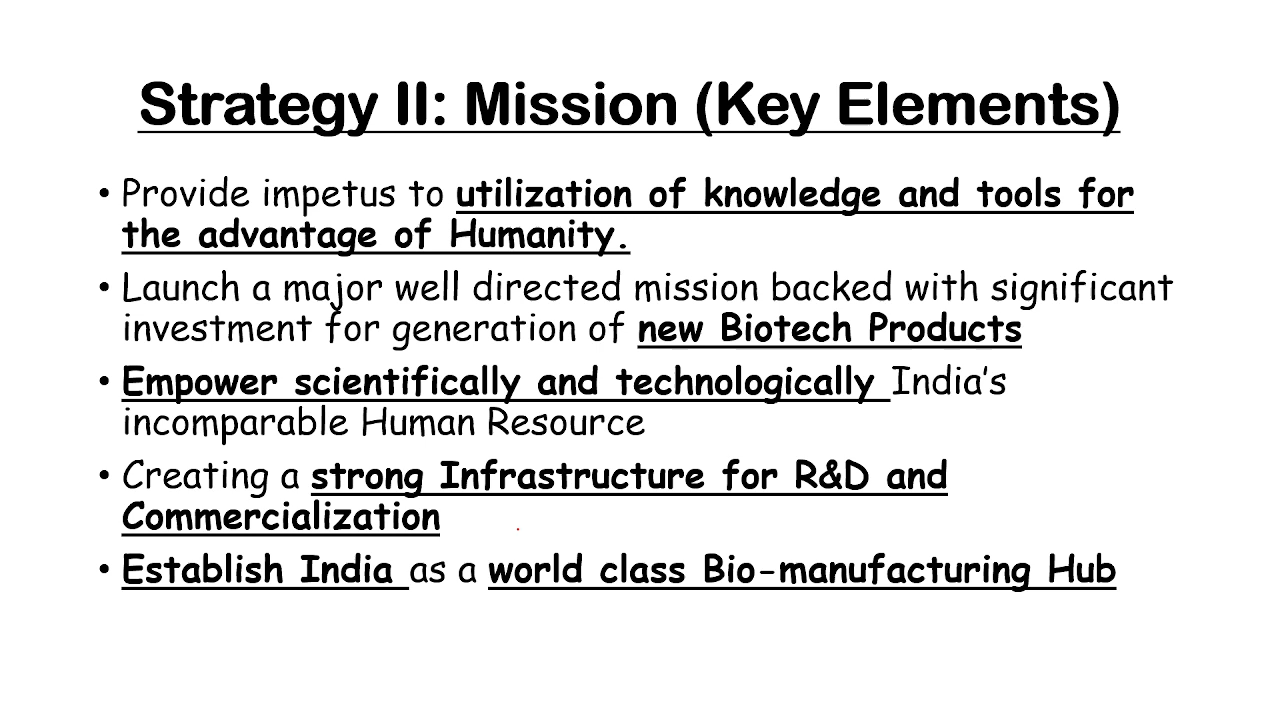 Strategy II: Mission (Key Elements)
• Provide impetus to utilization of knowledge and tools for
the advantage of Humanity.
• Launch a major well directed mission backed with significant
investment for generation of new Biotech Products
• Empower scientifically and technologically India's
incomparable Human Resource
• Creating a strong Infrastructure for R&D and
Commercialization
• Establish India as a world class Bio-manufacturing Hub